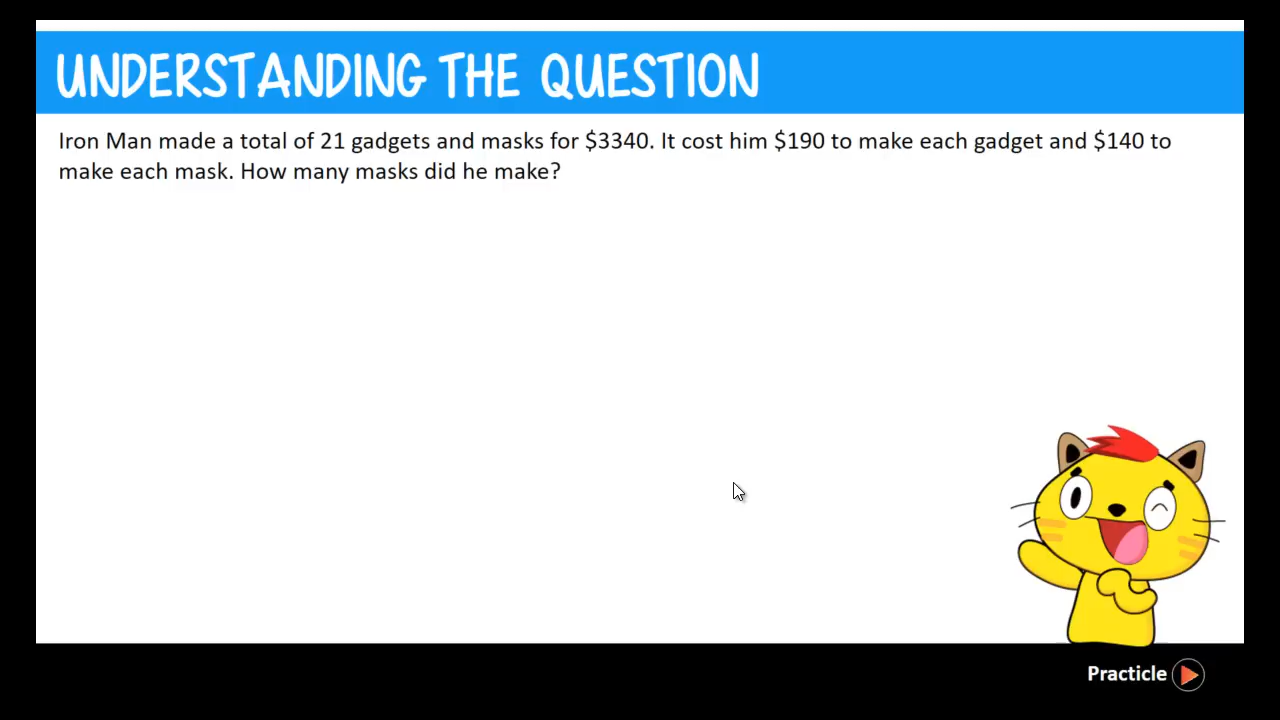 UNDERSTANDING THE QUESTION
Iron Man made a total of 21 gadgets and masks for $3340. It cost him $190 to make each gadget and $140 to
make each mask. How many masks did he make?
Practicle